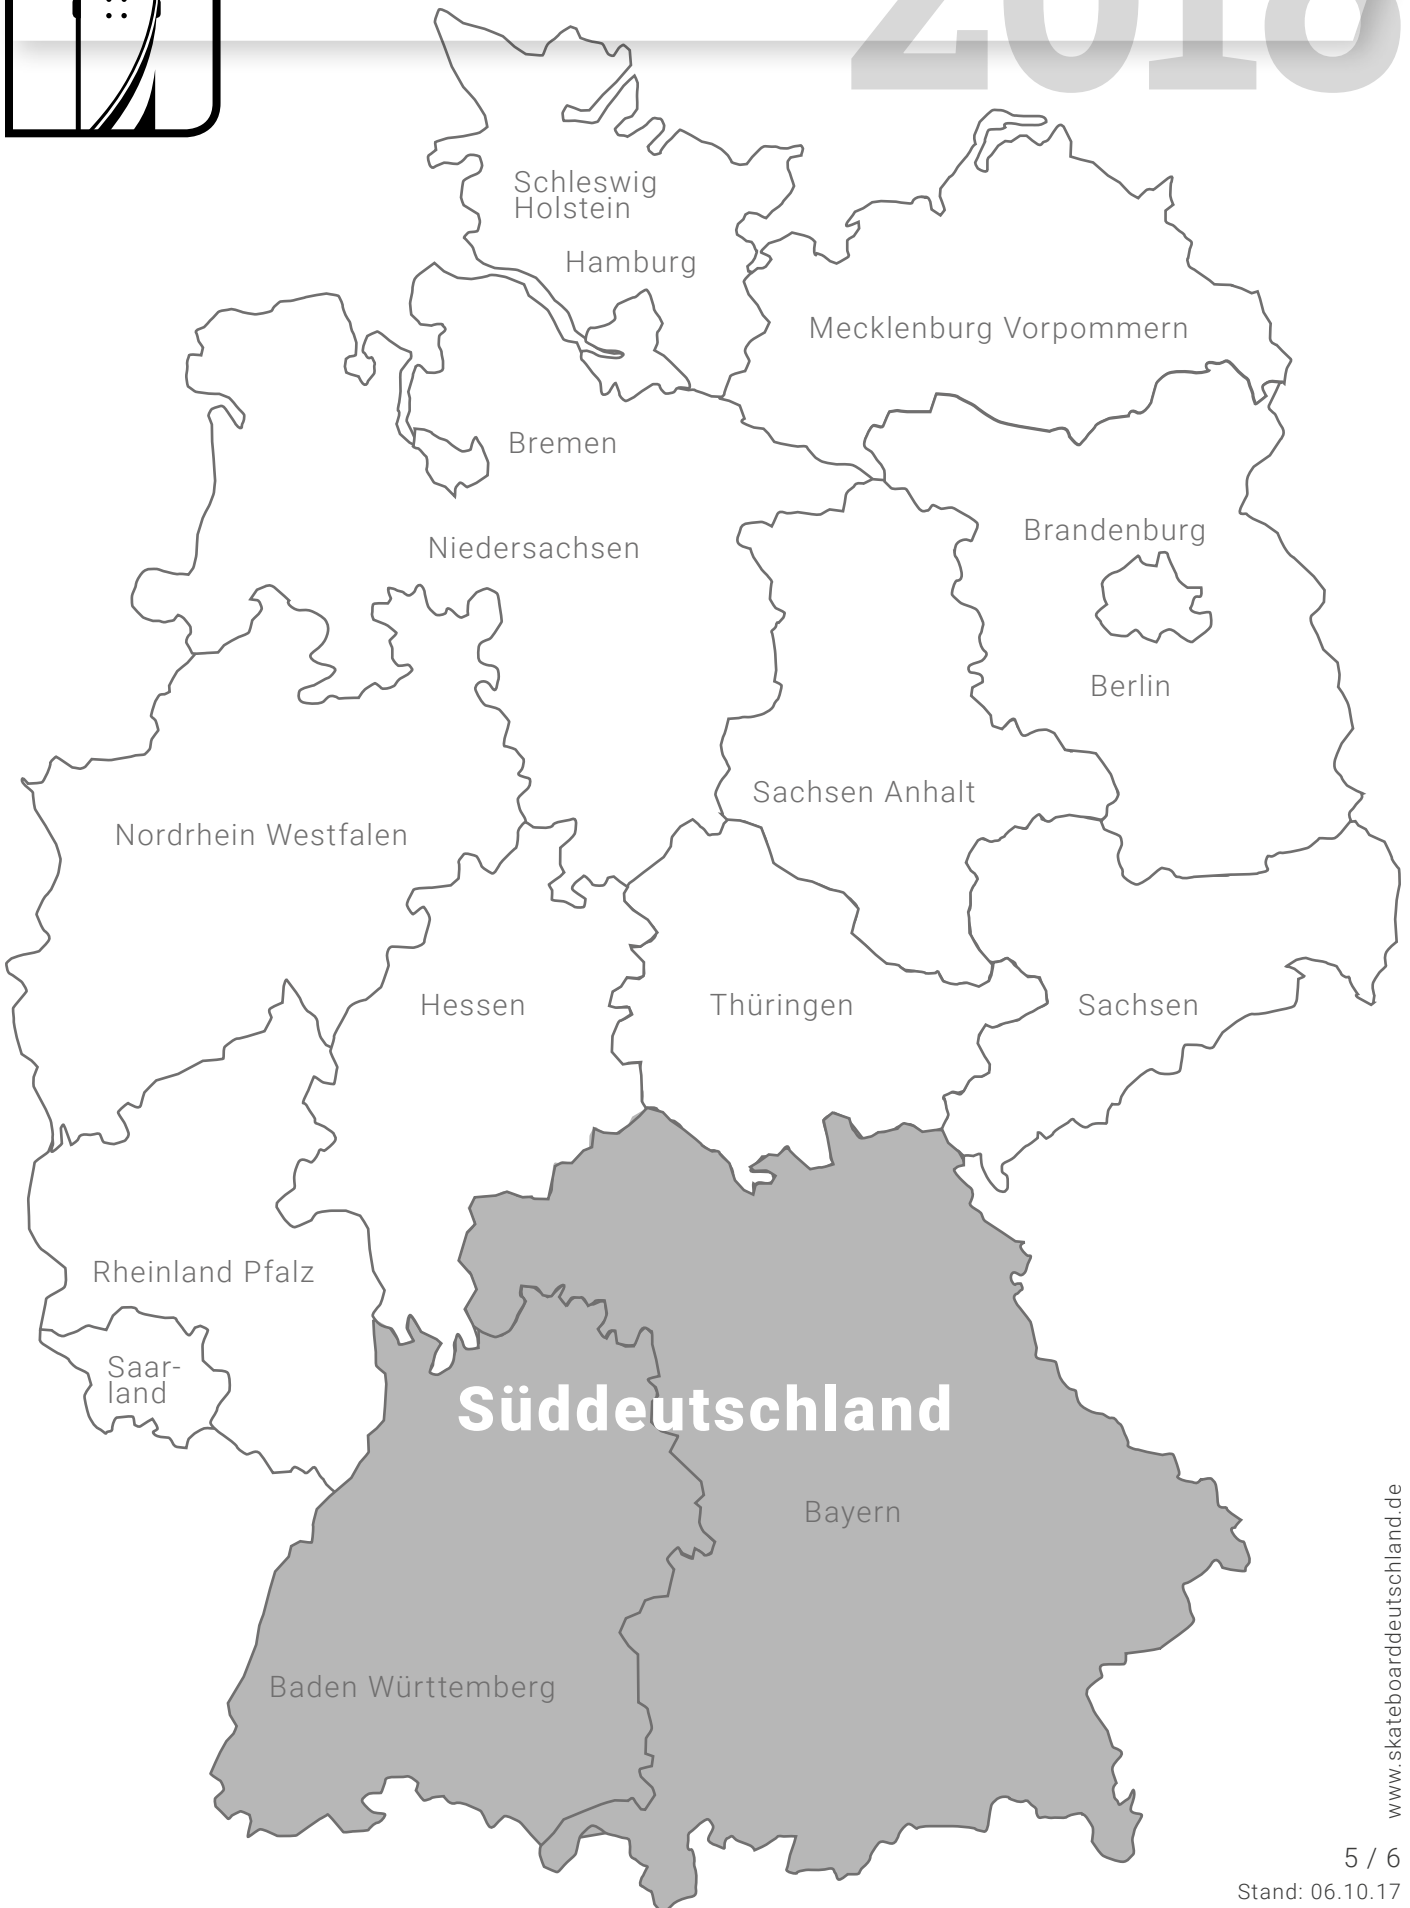 2018
Schleswig
Holstein
Hamburg
Mecklenburg Vorpommern
Bremen
Brandenburg
Niedersachsen
Berlin
Sachsen Anhalt
Nordrhein Westfalen
Hessen
Thüringen
Sachsen
Rheinland Pfalz
Saar-
land
Süddeutschland
Bayern
Baden Württemberg
www.skateboarddeutschland.de
5 / 6
Stand: 06.10.17